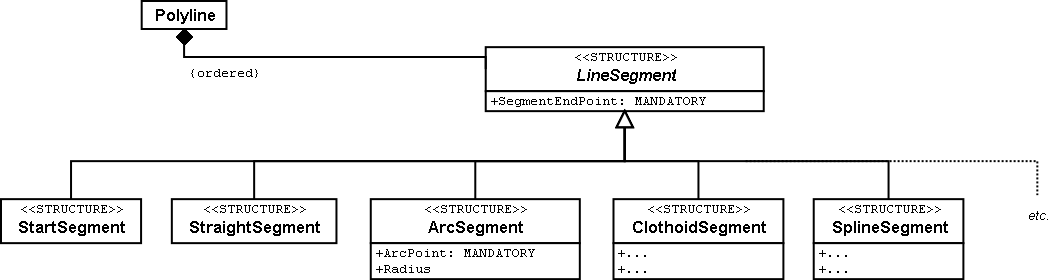 Polyline
{ordered}
<<STRUCTURE>>
LineSegment
+SegmentEndPoint: MANDATORY
<<STRUCTURE>>
StartSegment
<<STRUCTURE>>
StraightSegment
<<STRUCTURE>>
ArcSegment
+ArcPoint: MANDATORY
+Radius
<<STRUCTURE>>
ClothoidSegment
+...
+...
<<STRUCTURE>>
SplineSegment
+...
+...
etc.